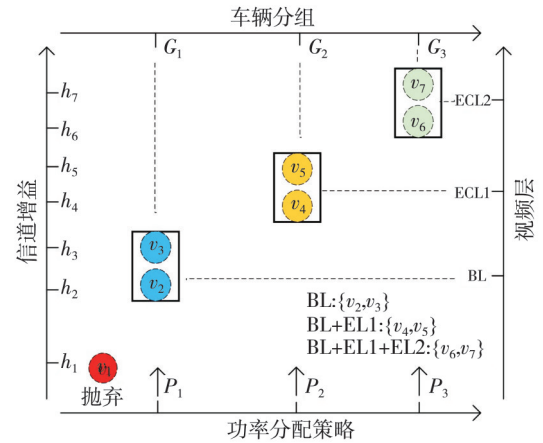 车辆分组
G1 G2 G3
信道增益
h7
h6
h5
h4
h3
h2
h1
v7
v6
v5
v4
v3
v2
v1
抛弃
ECL2
ECL1
BL
视频层
BL:{v2,v3}
BL+EL1:{v4,v5}
BL+EL1+EL2:{v6,v7}
P1 P2 P3
功率分配策略